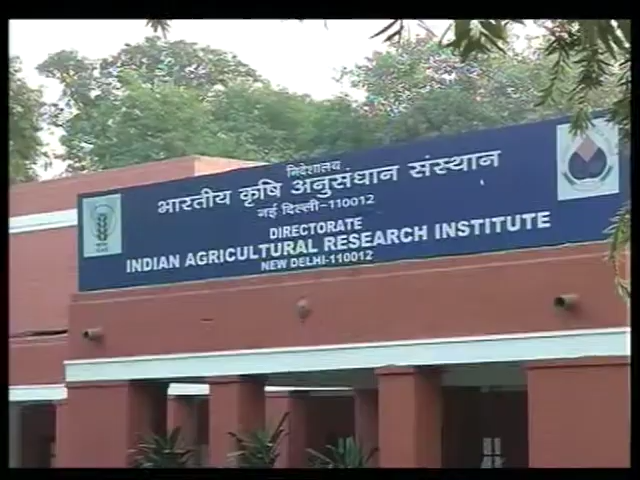 निदेशालय
भारतीय कृषि अनुसंधान संस्थान
नई दिल्ली-110012
DIRECTORATE
INDIAN AGRICULTURAL RESEARCH INSTITUTE
NEW DELHI-110012